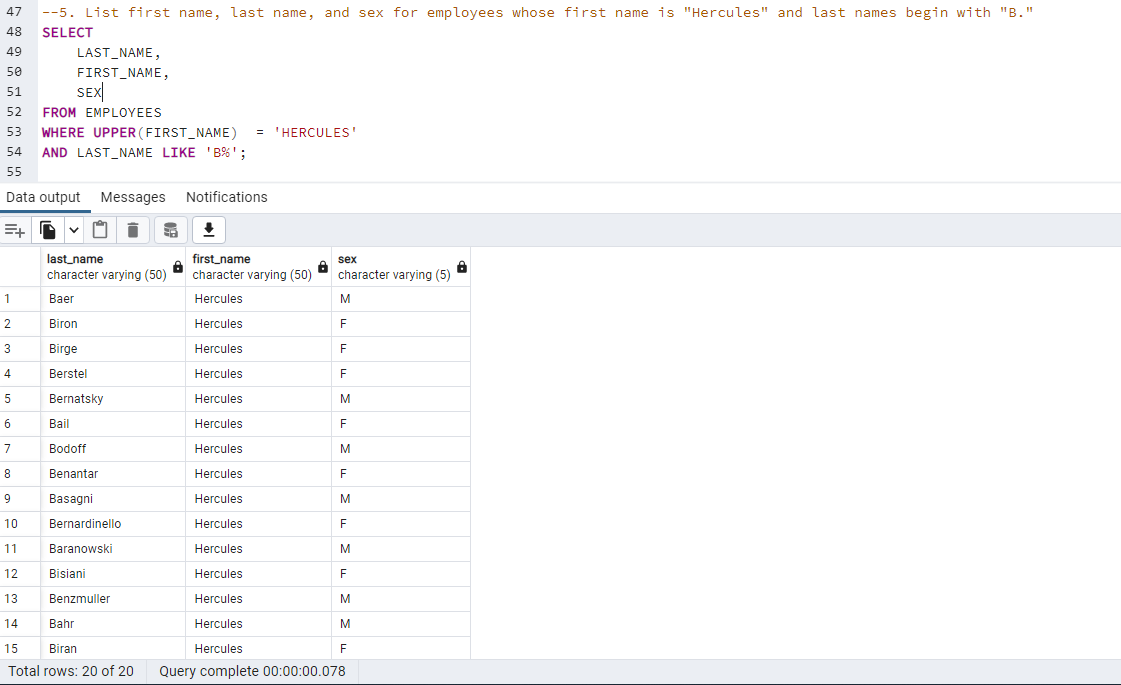 47 --5. List first name, last name, and sex for employees whose first name is "Hercules" and last names begin with "B."
48 SELECT
49 LAST_NAME,
50 FIRST_NAME,
51 SEX
52 FROM EMPLOYEES
53 WHERE UPPER(FIRST_NAME)  = 'HERCULES'
54 AND LAST_NAME LIKE 'B%';
55
Data output Messages Notifications
last_name first_name sex
character varying (50) character varying (50) character varying (5)
1 Baer Hercules M
2 Biron Hercules F
3 Birge Hercules F
4 Berstel Hercules F
5 Bernatsky Hercules M
6 Bail Hercules F
7 Bodoff Hercules M
8 Benantar Hercules F
9 Basagni Hercules M
10 Bernardinello Hercules F
11 Baranowski Hercules M
12 Bisiani Hercules F
13 Benzmuller Hercules M
14 Bahr Hercules M
15 Biran Hercules F
Total rows: 20 of 20 Query complete 00:00:00.078